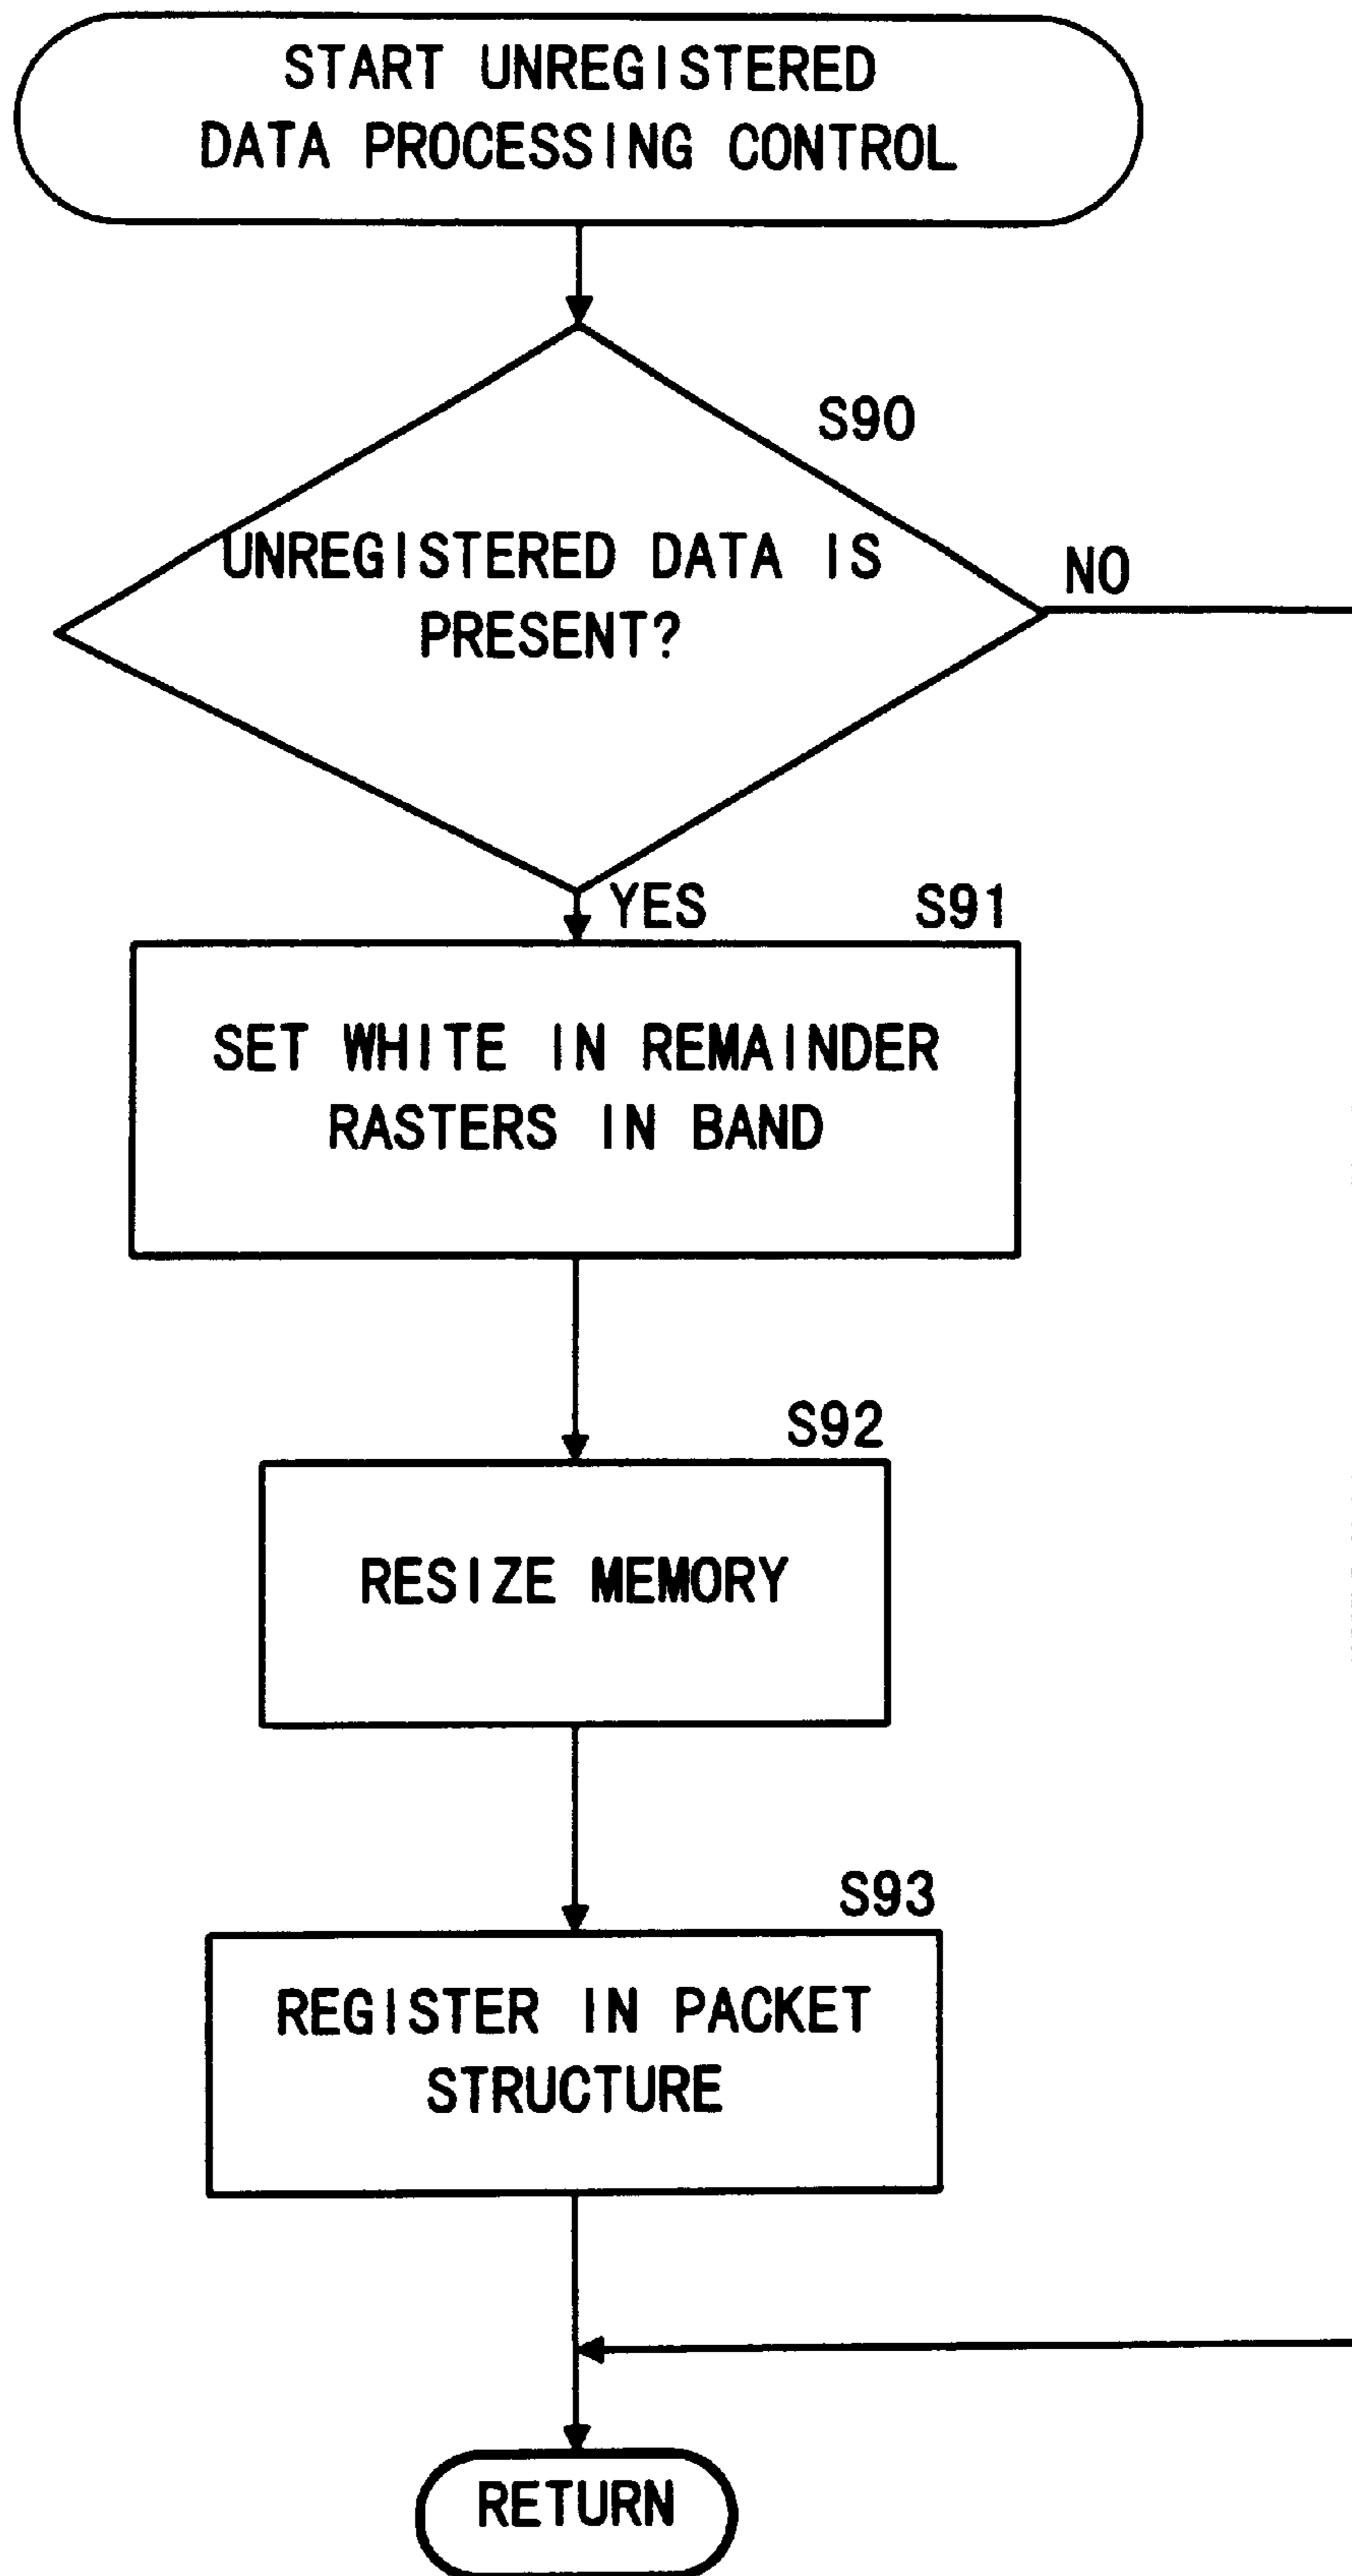 START UNREGISTERED
DATA PROCESSING CONTROL
S90
UNREGISTERED DATA IS
PRESENT?
NO
YES
S91
SET WHITE IN REMAINDER
RASTERS IN BAND
S92
RESIZE MEMORY
S93
REGISTER IN PACKET
STRUCTURE
RETURN